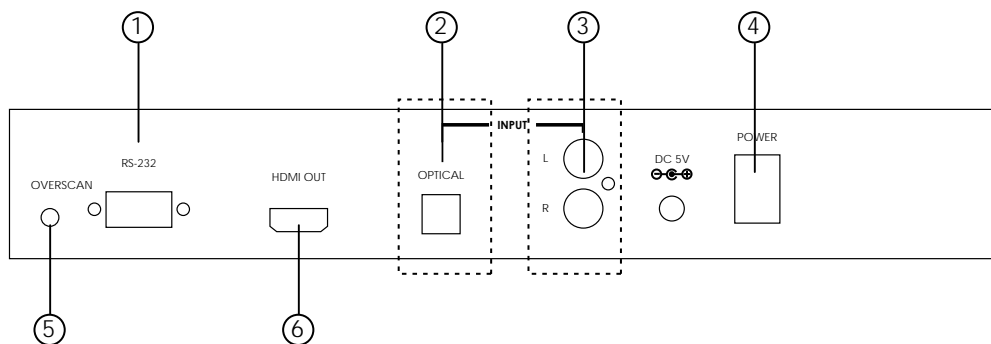 1
2
3
4
INPUT
POWER
RS-232
L
DC 5V
OVERSCAN
HDMI OUT
OPTICAL
R
5
6